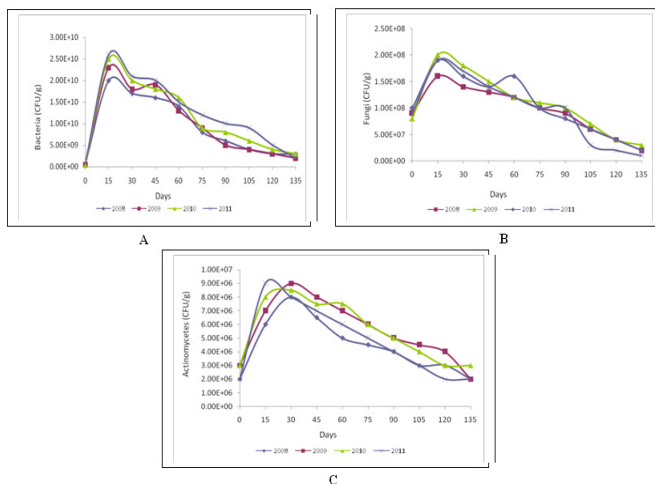 3.00E+10
2.50E+10
2.00E+10
1.50E+10
1.00E+10
5.00E+09
0.00E+00
Bacteria (CFU/g)
0 15 30 45 60 75 90 105 120 135
Days
2008 2009 2010 2011
A
2.50E+08
2.00E+08
1.50E+08
1.00E+08
5.00E+07
0.00E+00
Fungi (CFU/g)
0 15 30 45 60 75 90 105 120 135
Days
2008 2009 2010 2011
B
1.00E+07
9.00E+06
8.00E+06
7.00E+06
6.00E+06
5.00E+06
4.00E+06
3.00E+06
2.00E+06
1.00E+06
0.00E+00
Actinomycetes (CFU/g)
0 15 30 45 60 75 90 105 120 135
Days
2008 2009 2010 2011
C